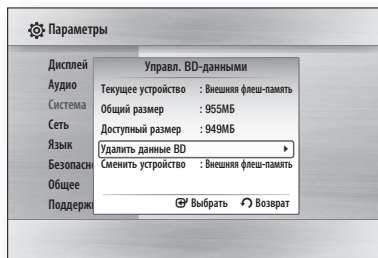 Параметры
Дисплей
Аудио
Система
Сеть
Язык
Безопасн
Общее
Поддерж
Управл. BD-данными
Текущее устройство : Внешняя флеш-память
Общий размер : 955МБ
Доступный размер : 949МБ
Удалить данные BD
Сменить устройство : Внешняя флеш-память
Выбрать Возврат